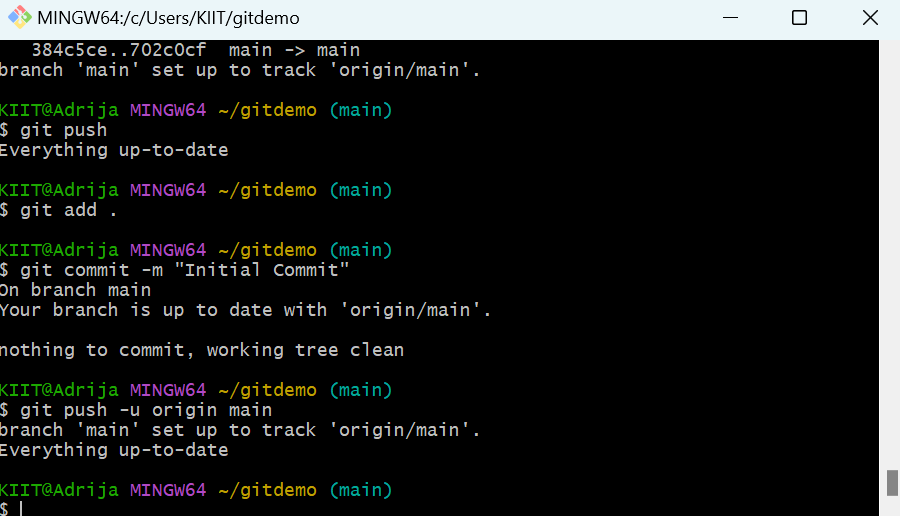 MINGW64:/c/Users/KIIT/gitdemo
384c5ce..702c0cf  main -> main
branch 'main' set up to track 'origin/main'.
KIIT@Adrija MINGW64 ~/gitdemo (main)
$ git push
Everything up-to-date
KIIT@Adrija MINGW64 ~/gitdemo (main)
$ git add .
KIIT@Adrija MINGW64 ~/gitdemo (main)
$ git commit -m "Initial Commit"
On branch main
Your branch is up to date with 'origin/main'.
nothing to commit, working tree clean
KIIT@Adrija MINGW64 ~/gitdemo (main)
$ git push -u origin main
branch 'main' set up to track 'origin/main'.
Everything up-to-date
KIIT@Adrija MINGW64 ~/gitdemo (main)
$